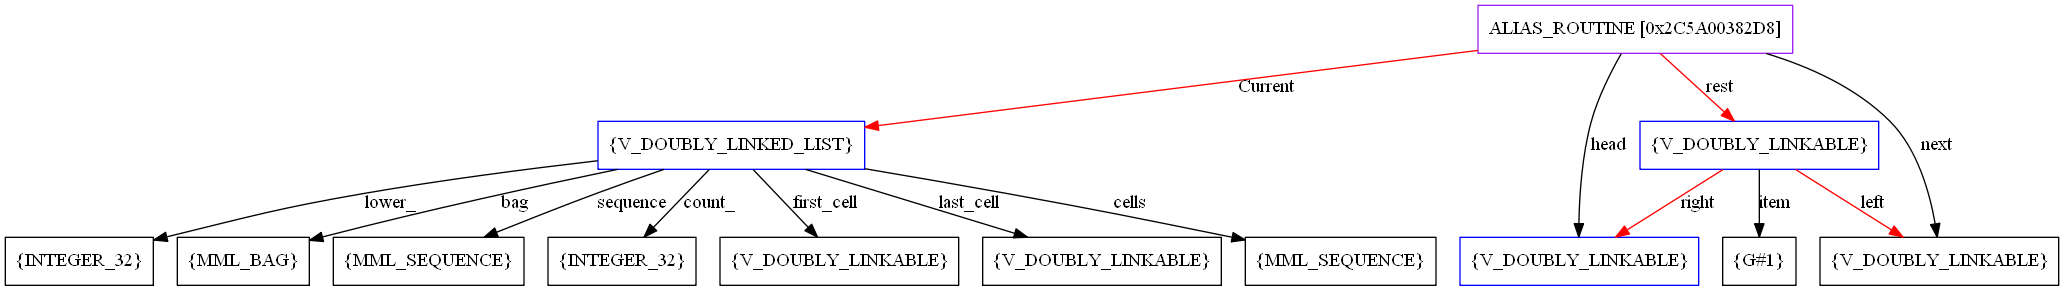 ALIAS_ROUTINE [0x2C5A00382D8]
Current
rest
{V_DOUBLY_LINKED_LIST}
head
{V_DOUBLY_LINKABLE}
next
lower_
bag
sequence
count_
first_cell
last_cell
cells
right
item
left
{INTEGER_32}
{MML_BAG}
{MML_SEQUENCE}
{INTEGER_32}
{V_DOUBLY_LINKABLE}
{V_DOUBLY_LINKABLE}
{MML_SEQUENCE}
{V_DOUBLY_LINKABLE}
{G#1}
{V_DOUBLY_LINKABLE}